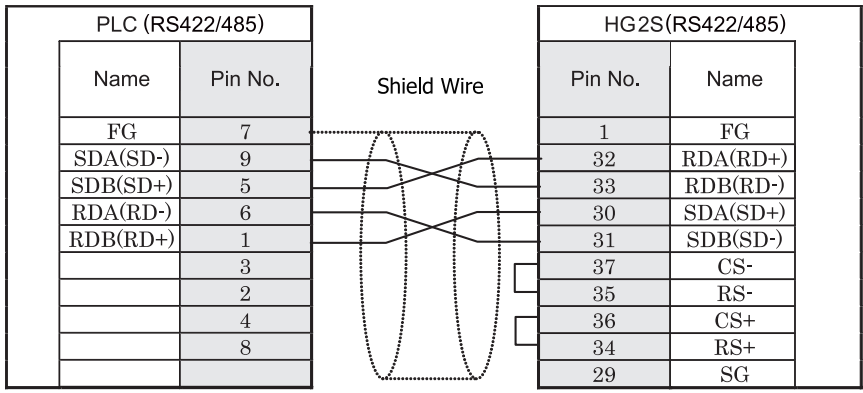 PLC (RS422/485)
HG2S(RS422/485)
Name Pin No. Shield Wire Pin No. Name
FG 7 1 FG
SDA(SD-) 9 32 RDA(RD+)
SDB(SD+) 5 33 RDB(RD-)
RDA(RD-) 6 30 SDA(SD+)
RDB(RD+) 1 31 SDB(SD-)
3 37 CS-
2 35 RS-
4 36 CS+
8 34 RS+
29 SG